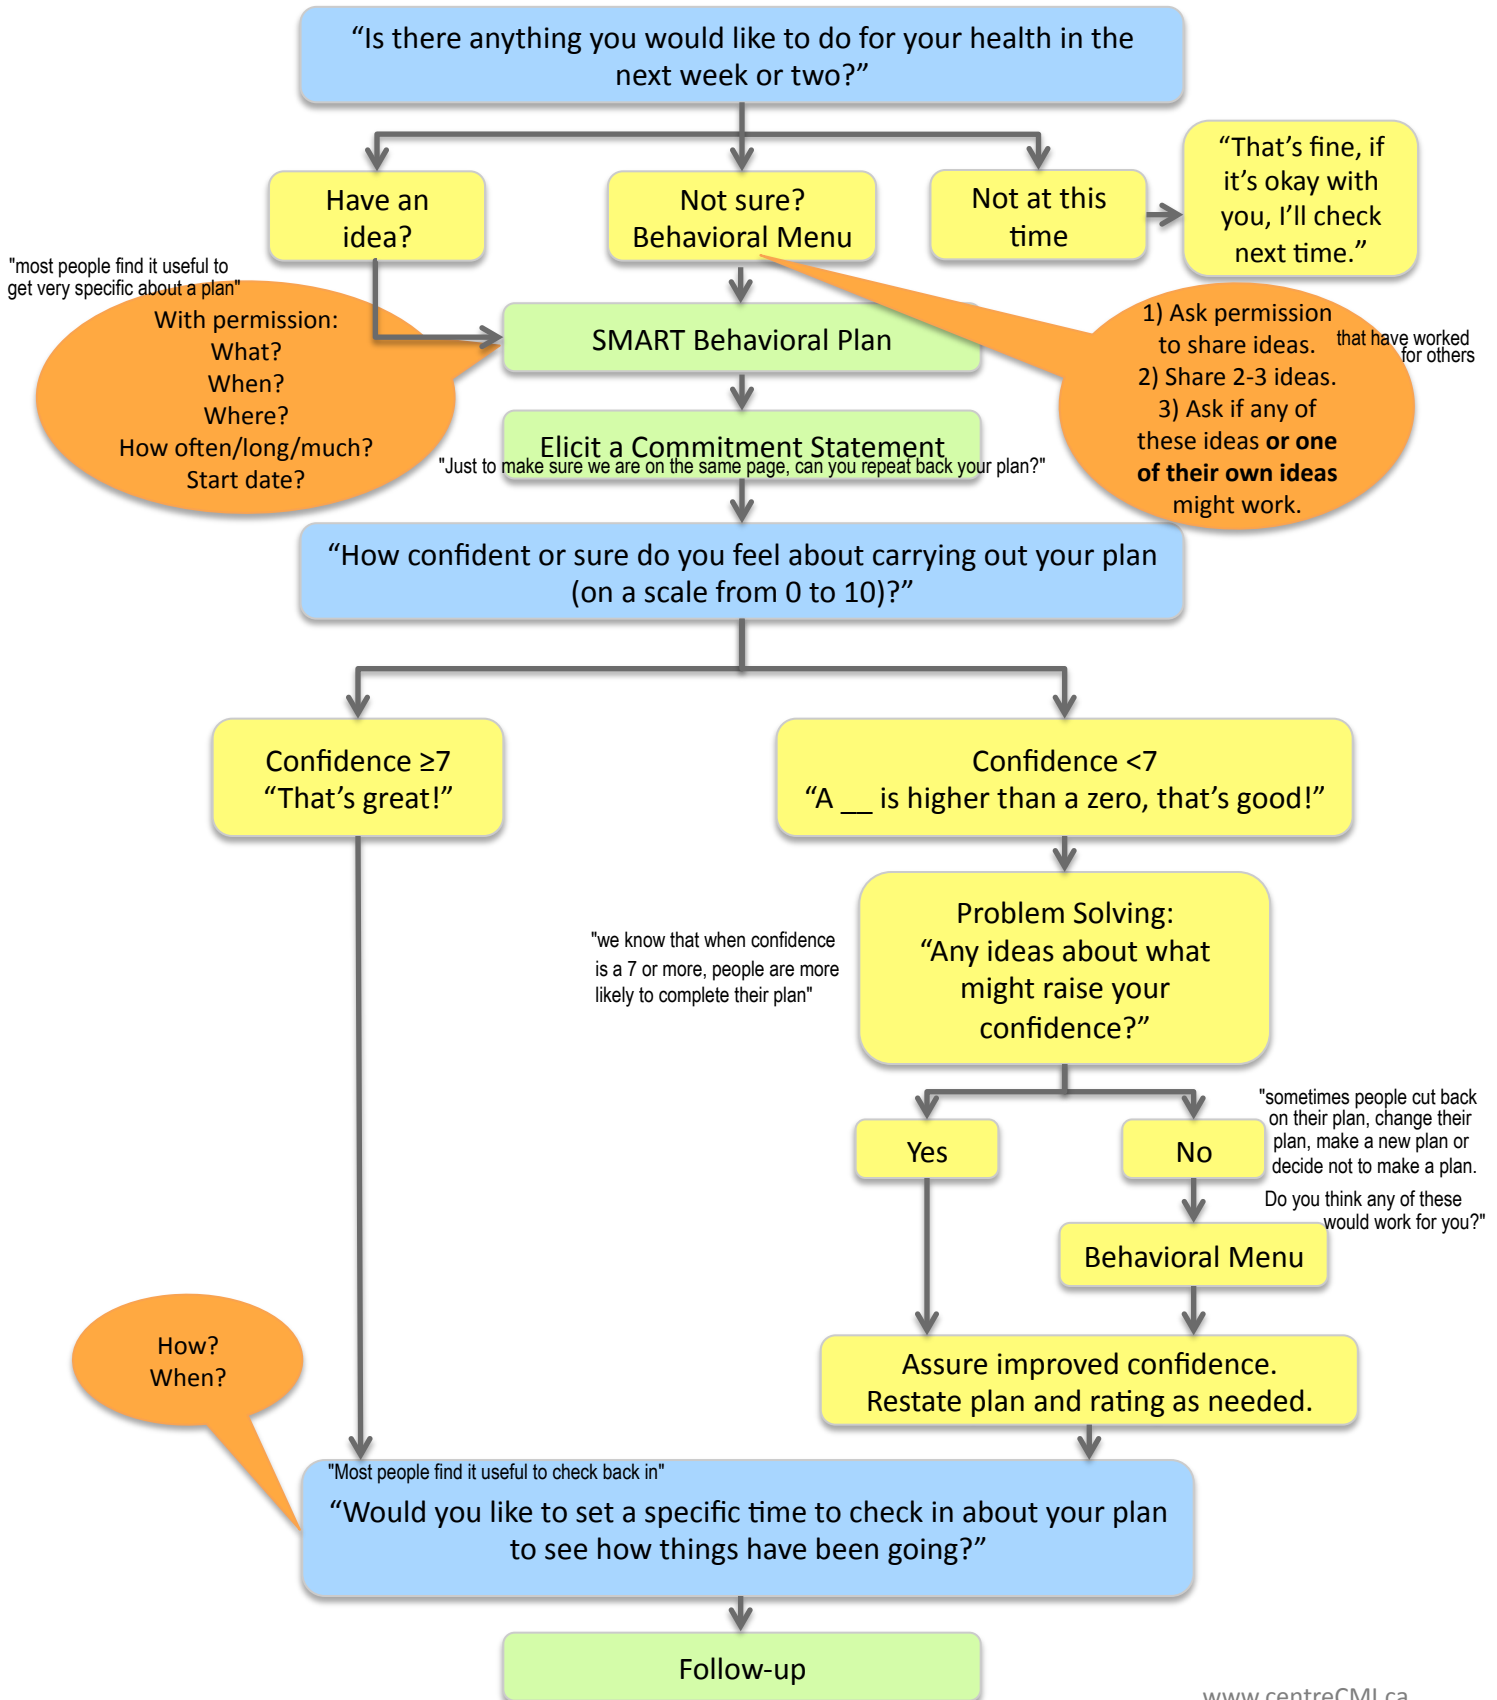 “Is there anything you would like to do for your health in the
next week or two?”
Have an
idea?
Not sure?
Behavioral Menu
Not at this
time
“That’s fine, if
it’s okay with
you, I’ll check
next time.”
"most people find it useful to
get very specific about a plan"
With permission:
What?
When?
Where?
How often/long/much?
Start date?
SMART Behavioral Plan
1) Ask permission
to share ideas.
that have worked
for others
2) Share 2-3 ideas.
3) Ask if any of
these ideas or one
of their own ideas
might work.
Elicit a Commitment Statement
"Just to make sure we are on the same page, can you repeat back your plan?"
“How confident or sure do you feel about carrying out your plan
(on a scale from 0 to 10)?”
Confidence ≥7
“That’s great!”
Confidence <7
“A __ is higher than a zero, that’s good!”
"we know that when confidence
is a 7 or more, people are more
likely to complete their plan"
Problem Solving:
“Any ideas about what
might raise your
confidence?”
Yes
No
"sometimes people cut back
on their plan, change their
plan, make a new plan or
decide not to make a plan.
Do you think any of these
would work for you?"
Behavioral Menu
Assure improved confidence.
Restate plan and rating as needed.
How?
When?
"Most people find it useful to check back in"
“Would you like to set a specific time to check in about your plan
to see how things have been going?”
Follow-up
www.centreCMI.ca